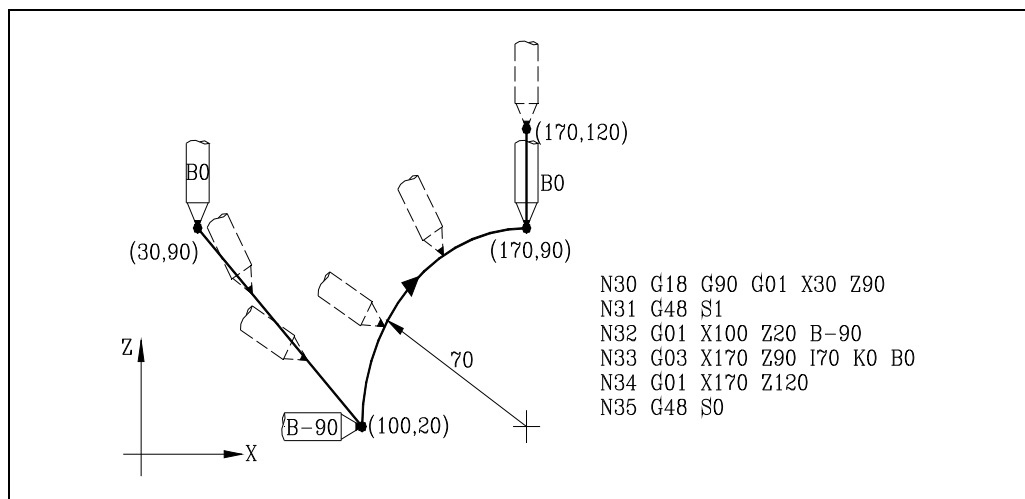 (170,120)
B0
B0
(30,90)
(170,90)
N30 G18 G90 G01 X30 Z90
N31 G48 S1
N32 G01 X100 Z20 B-90
N33 G03 X170 Z90 I70 K0 B0
N34 G01 X170 Z120
N35 G48 S0
Z
70
B-90
(100,20)
X